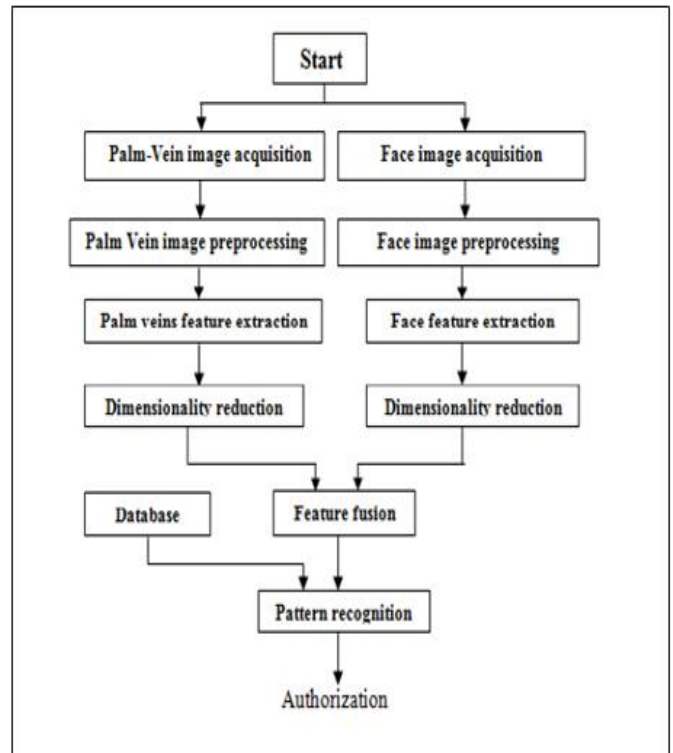 Start
Palm-Vein image acquisition
Face image acquisition
Palm Vein image preprocessing
Face image preprocessing
Palm veins feature extraction
Face feature extraction
Dimensionality reduction
Dimensionality reduction
Database
Feature fusion
Pattern recognition
Authorization